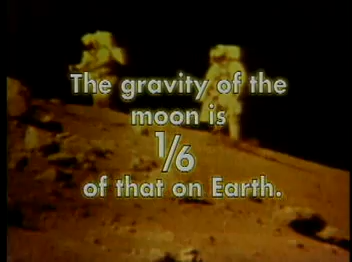 The gravity of the
moon is
1/6
of that on Earth.